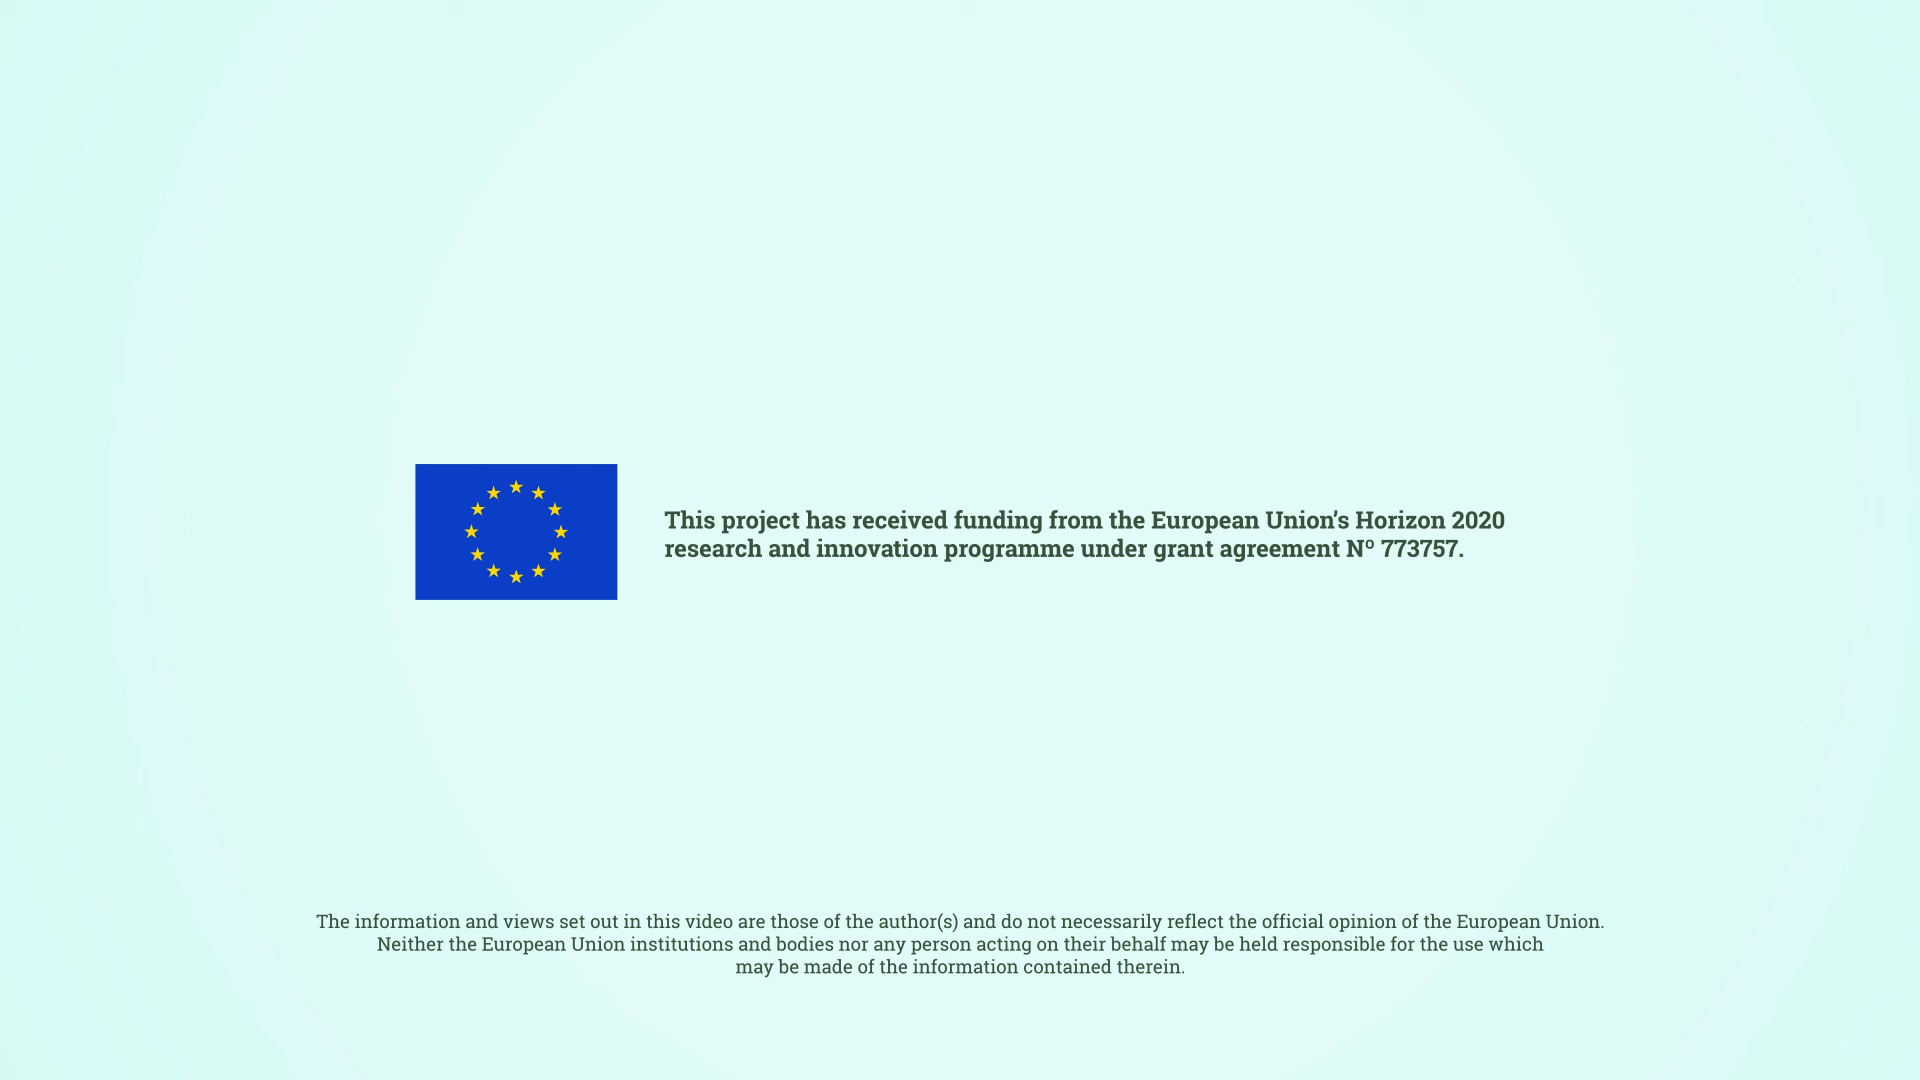 This project has received funding from the European Union’s Horizon 2020
research and innovation programme under grant agreement Nº 773757.
The information and views set out in this video are those of the author(s) and do not necessarily reflect the official opinion of the European Union.
Neither the European Union institutions and bodies nor any person acting on their behalf may be held responsible for the use which
may be made of the information contained therein.